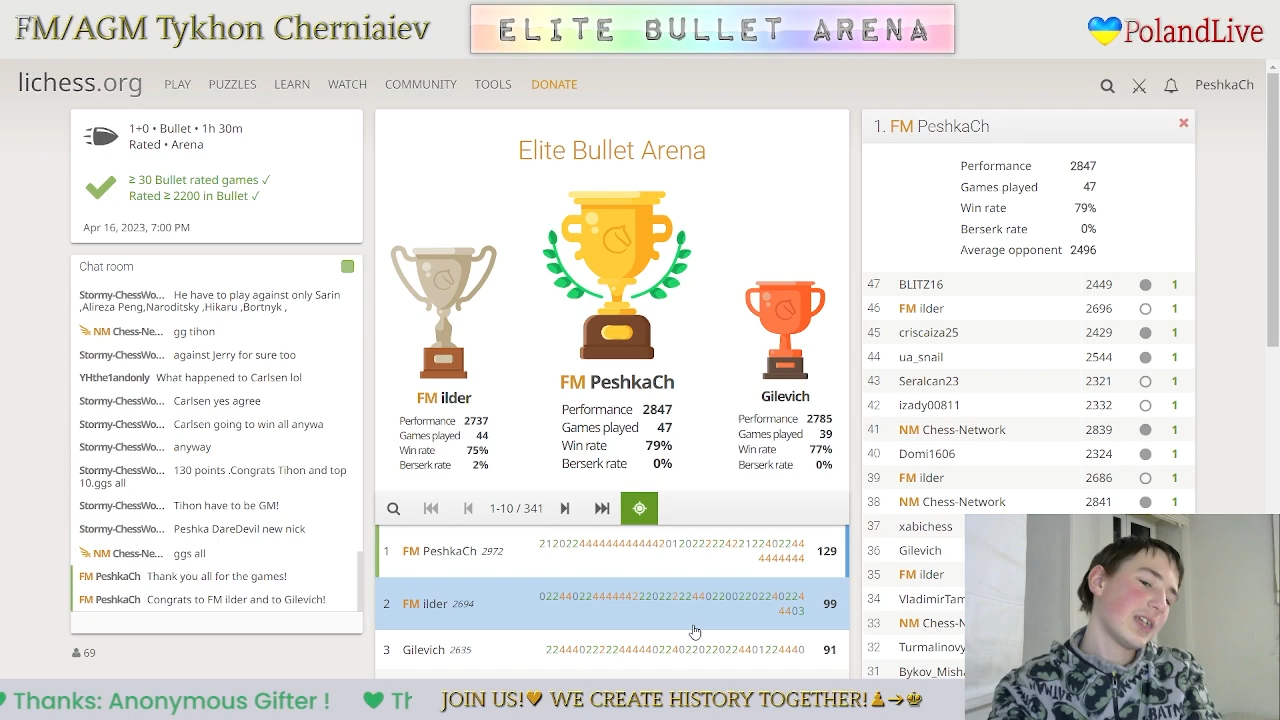 FM/AGM Tykhon Cherniaiev
ELITE BULLET ARENA
PolandLive
lichess.org
PLAY
PUZZLES
LEARN
WATCH
COMMUNITY
TOOLS
DONATE
PeshkaCh
1+0 • Bullet • 1h 30m
Rated • Arena
≥ 30 Bullet rated games ✓
Rated ≥ 2200 in Bullet ✓
Apr 16, 2023, 7:00 PM
Chat room
Stormy-ChessWo... He have to play against only Sarin
,Alireza Peng,Naroditsky ,Hikaru ,Bortnyk ,
NM Chess-Ne... gg tihon
Stormy-ChessWo... against Jerry for sure too
YHthe1andonly What happened to Carlsen lol
Stormy-ChessWo... Carlsen yes agree
Stormy-ChessWo... Carlsen going to win all anywa
Stormy-ChessWo... anyway
Stormy-ChessWo... 130 points .Congrats Tihon and top
10.ggs all
Stormy-ChessWo... Tihon have to be GM!
Stormy-ChessWo... Peshka DareDevil new nick
NM Chess-Ne... ggs all
FM PeshkaCh Thank you all for the games!
FM PeshkaCh Congrats to FM ilder and to Gilevich!
69
Elite Bullet Arena
FM ilder
Performance 2737
Games played 44
Win rate 75%
Berserk rate 2%
FM PeshkaCh
Performance 2847
Games played 47
Win rate 79%
Berserk rate 0%
Gilevich
Performance 2785
Games played 39
Win rate 77%
Berserk rate 0%
1-10 / 341
1 FM PeshkaCh 2972 129
2 FM ilder 2694 99
3 Gilevich 2635 91
1. FM PeshkaCh
Performance 2847
Games played 47
Win rate 79%
Berserk rate 0%
Average opponent 2496
47 BLITZ16 2449 1
46 FM ilder 2696 1
45 criscaiza25 2429 1
44 ua_snail 2544 1
43 Seralcan23 2321 1
42 izady00811 2332 1
41 NM Chess-Network 2839 1
40 Domi1606 2324 1
39 FM ilder 2686 1
38 NM Chess-Network 2841 1
37 xabichess
36 Gilevich
35 FM ilder
34 VladimirTam
33 NM Chess-N
32 Turmalinovy
31 Bykov_Misha
Thanks: Anonymous Gifter !
Th
JOIN US! WE CREATE HISTORY TOGETHER!